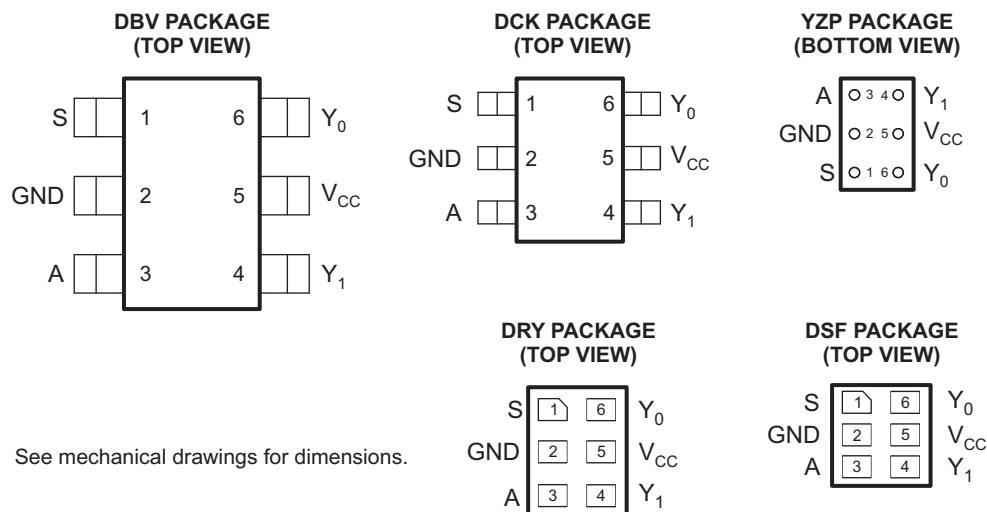 DBV PACKAGE
(TOP VIEW)
S 1 6 Y0
GND 2 5 VCC
A 3 4 Y1
DCK PACKAGE
(TOP VIEW)
S 1 6 Y0
GND 2 5 VCC
A 3 4 Y1
YZP PACKAGE
(BOTTOM VIEW)
A 3 4 Y1
GND 2 5 VCC
S 1 6 Y0
See mechanical drawings for dimensions.
DRY PACKAGE
(TOP VIEW)
S 1 6 Y0
GND 2 5 VCC
A 3 4 Y1
DSF PACKAGE
(TOP VIEW)
S 1 6 Y0
GND 2 5 VCC
A 3 4 Y1